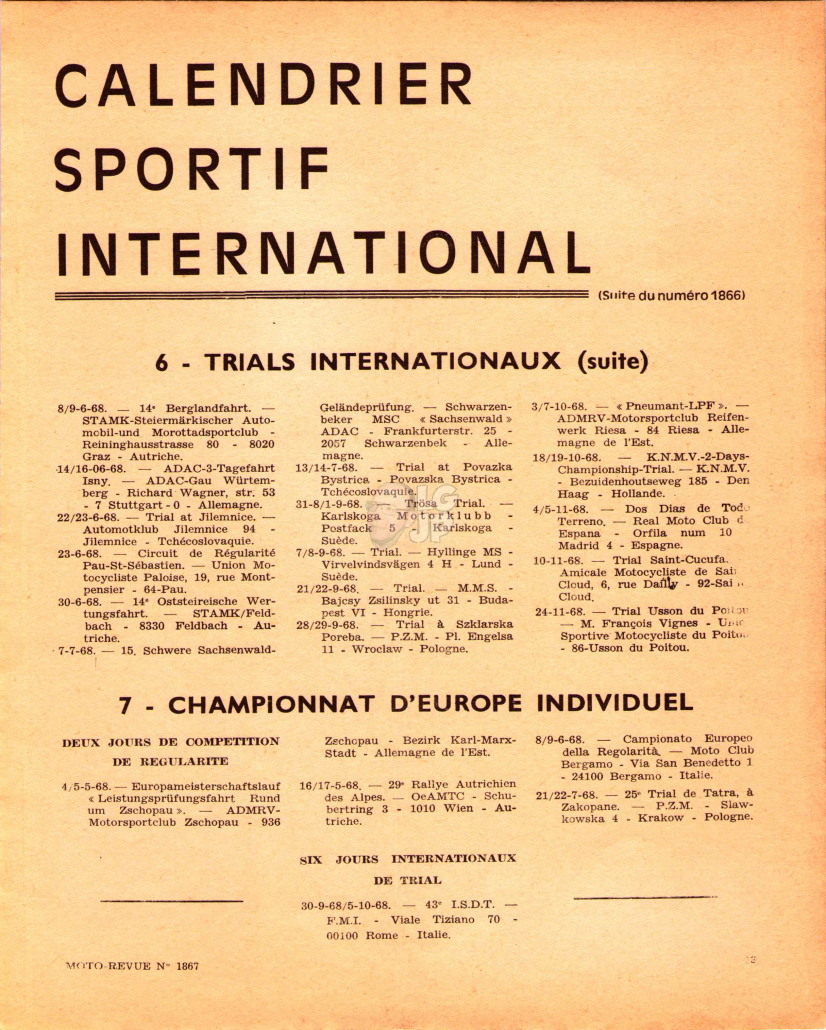 CALENDRIER
SPORTIF
INTERNATIONAL
(Suite du numéro 1866)
6 - TRIALS INTERNATIONAUX (suite)
8/9-6-68. — 14e Berglandfahrt. —
STAMK-Steiermärkischer Auto-
mobil-und Morottadsportclub -
Reininghausstrasse 80 - 8020
Graz - Autriche.
14/16-06-68. — ADAC-3-Tagefahrt
Isny. — ADAC-Gau Würtem-
berg - Richard Wagner, str. 53
- 7 Stuttgart - 0 - Allemagne.
22/23-6-68. — Trial at Jilemnice. —
Automotklub Jilemnice 94 -
Jilemnice - Tchécoslovaquie.
23-6-68. — Circuit de Régularité
Pau-St-Sébastien. — Union Mo-
tocycliste Paloise, 19, rue Mont-
pensier - 64-Pau.
30-6-68. — 14e Oststeireische Wer-
tungsfahrt. — STAMK/Feld-
bach - 8330 Feldbach - Au-
triche.
7-7-68. — 15. Schwere Sachsenwald-
Geländeprüfung. — Schwarzen-
beker MSC « Sachsenwald »
ADAC - Frankfurterstr. 25 -
2057 Schwarzenbek - Alle-
magne.
13/14-7-68. — Trial at Povazka
Bystrica - Povazska Bystrica -
Tchécoslovaquie.
31-8/1-9-68. — Trösa Trial. —
Karlskoga Motorklubb -
Postfack 5 - Karlskoga -
Suède.
7/8-9-68. — Trial. — Hyllinge MS -
Virvelvindsvägen 4 H - Lund -
Suède.
21/22-9-68. — Trial. — M.M.S. -
Bajcsy Zsilinsky ut 31 - Buda-
pest VI - Hongrie.
28/29-9-68. — Trial à Szklarska
Poreba. — P.Z.M. - Pl. Engelsa
11 - Wroclaw - Pologne.
3/7-10-68. — « Pneumant-LPF ». —
ADMRV-Motorsportclub Reifen-
werk Riesa - 84 Riesa - Alle-
magne de l'Est.
18/19-10-68. — K.N.M.V.-2-Days-
Championship-Trial. — K.N.M.V.
- Bezuidenhoutseweg 185 - Den
Haag - Hollande.
4/5-11-68. — Dos Dias de Todo
Terreno. — Real Moto Club d
Espana - Orfila num 10
Madrid 4 - Espagne.
10-11-68. — Trial Saint-Cucufa.
Amicale Motocycliste de Sai
Cloud, 6, rue Dailly - 92-Sai
Cloud.
24-11-68. — Trial Usson du Poitou
— M. François Vignes - Unio
Sportive Motocycliste du Poitou
- 86-Usson du Poitou.
7 - CHAMPIONNAT D'EUROPE INDIVIDUEL
DEUX JOURS DE COMPETITION
DE REGULARITE
4/5-5-68. — Europameisterschaftslauf
« Leistungsprüfungsfahrt Rund
um Zschopau ». — ADMRV-
Motorsportclub Zschopau - 936
Zschopau - Bezirk Karl-Marx-
Stadt - Allemagne de l'Est.
16/17-5-68. — 29e Rallye Autrichien
des Alpes. — OeAMTC - Schu-
bertring 3 - 1010 Wien - Au-
triche.
8/9-6-68. — Campionato Europeo
della Regolarità. — Moto Club
Bergamo - Via San Benedetto 1
- 24100 Bergamo - Italie.
21/22-7-68. — 25e Trial de Tatra, à
Zakopane. — P.Z.M. - Slaw-
kowska 4 - Krakow - Pologne.
SIX JOURS INTERNATIONAUX
DE TRIAL
30-9-68/5-10-68. — 43e I.S.D.T. —
F.M.I. - Viale Tiziano 70 -
00100 Rome - Italie.
MOTO-REVUE N° 1867